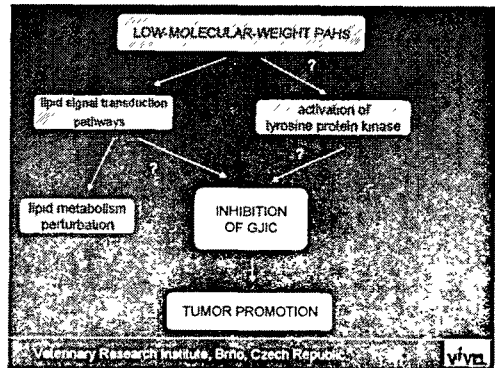 LOW-MOLECULAR-WEIGHT PAHS
?
lipid signal transduction
pathways
activation of
tyrosine protein kinase
?
?
lipid metabolism
perturbation
INHIBITION
OF GJIC
TUMOR PROMOTION
Veterinary Research Institute, Brno, Czech Republic